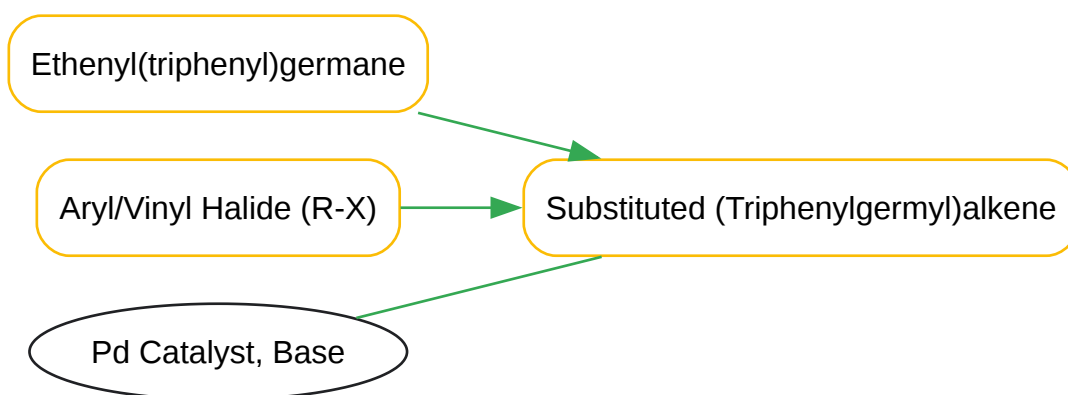 Ethenyl(triphenyl)germane
Aryl/Vinyl Halide (R-X)
Substituted (Triphenylgermyl)alkene
Pd Catalyst, Base